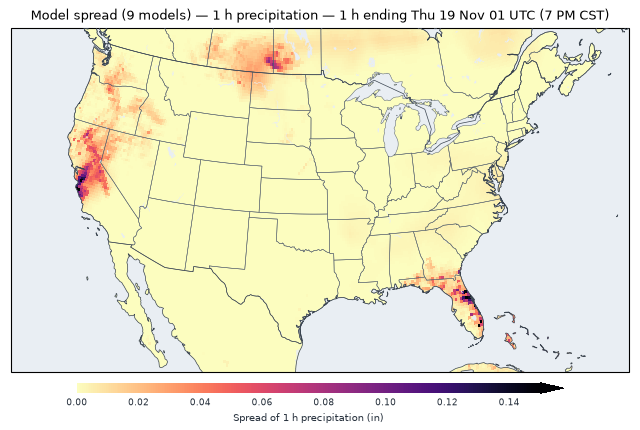 Model spread (9 models) — 1 h precipitation — 1 h ending Thu 19 Nov 01 UTC (7 PM CST)
0.00 0.02 0.04 0.06 0.08 0.10 0.12 0.14
Spread of 1 h precipitation (in)